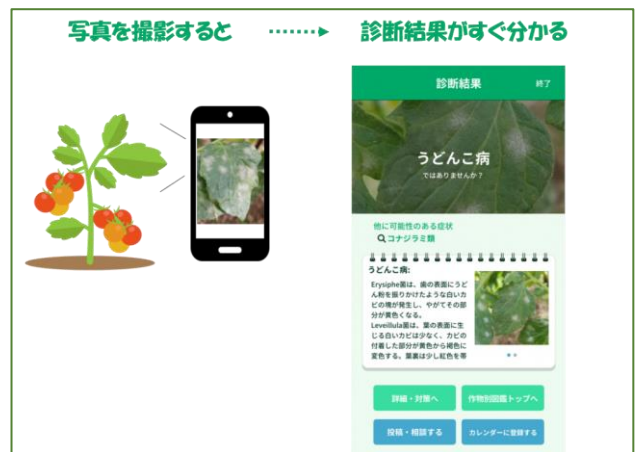 写真を撮影すると ········▶ 診断結果がすぐ分かる
診断結果 終了
うどんこ病
ではありませんか？
他に可能性のある症状
コナジラミ類
うどんこ病:
Erysiphe菌は、歯の表面にうど
ん粉を振りかけたような白いカ
ビの塊が発生し、やがてその部
分が黄色くなる。
Leveillula菌は、葉の表面に生
じる白いカビは少なく、カビの
付着した部分が黄色から褐色に
変色する。葉裏は少し紅色を帯
詳細・対策へ 作物別図鑑トップへ
投稿・相談する カレンダーに登録する